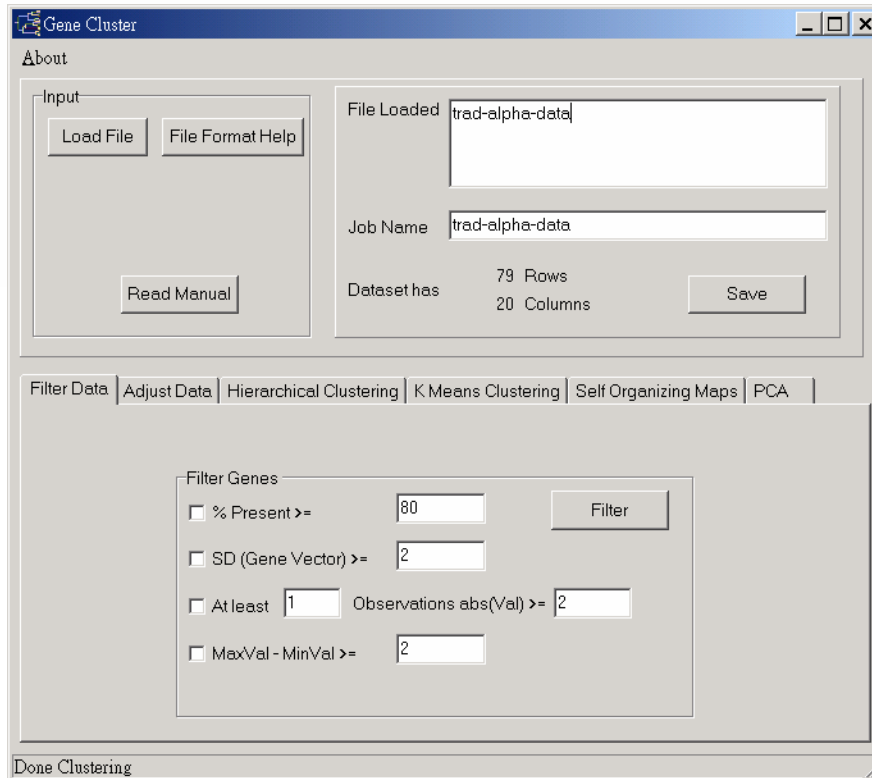 Gene Cluster
About
Input
Load File
File Format Help
Read Manual
File Loaded
trad-alpha-data
Job Name
trad-alpha-data
Dataset has
79 Rows
20 Columns
Save
Filter Data
Adjust Data
Hierarchical Clustering
K Means Clustering
Self Organizing Maps
PCA
Filter Genes
% Present >= 80
Filter
SD (Gene Vector) >= 2
At least 1 Observations abs(Val) >= 2
MaxVal - MinVal >= 2
Done Clustering